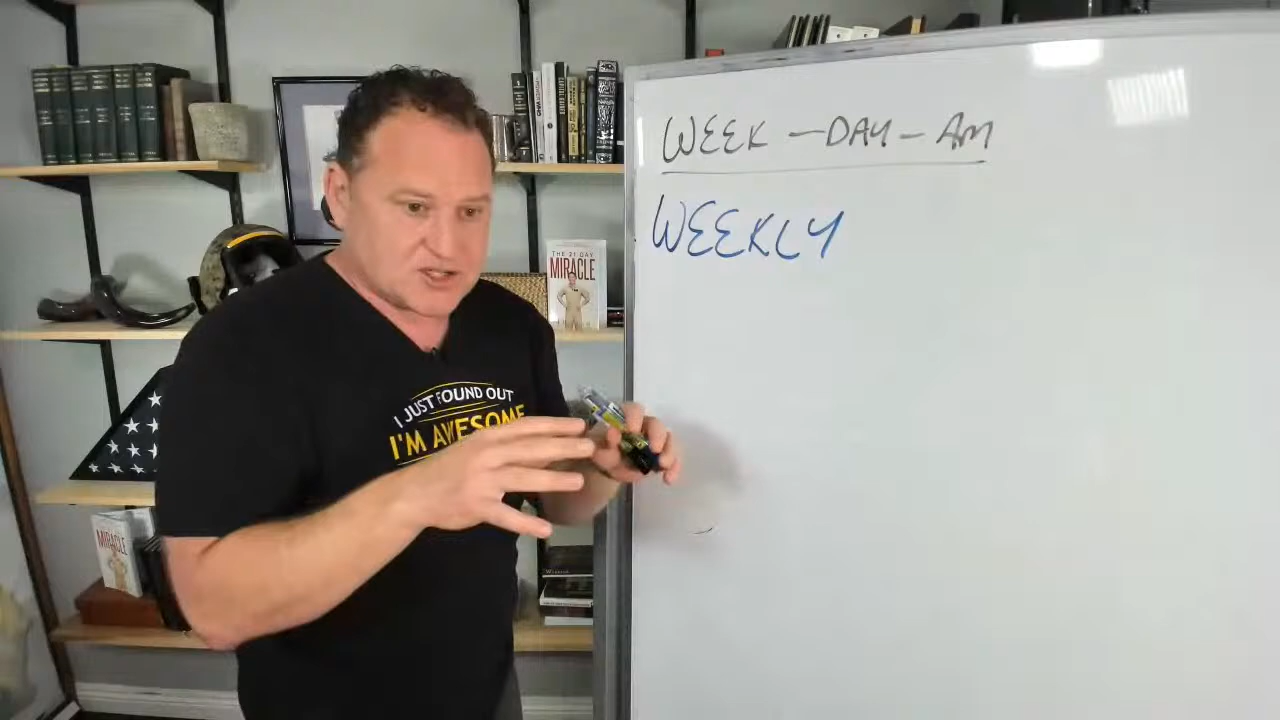 WEEK – DAY – AM
WEEKLY
THE 21 DAY
MIRACLE
I JUST FOUND OUT
I'M AWESOME
MIRACLE